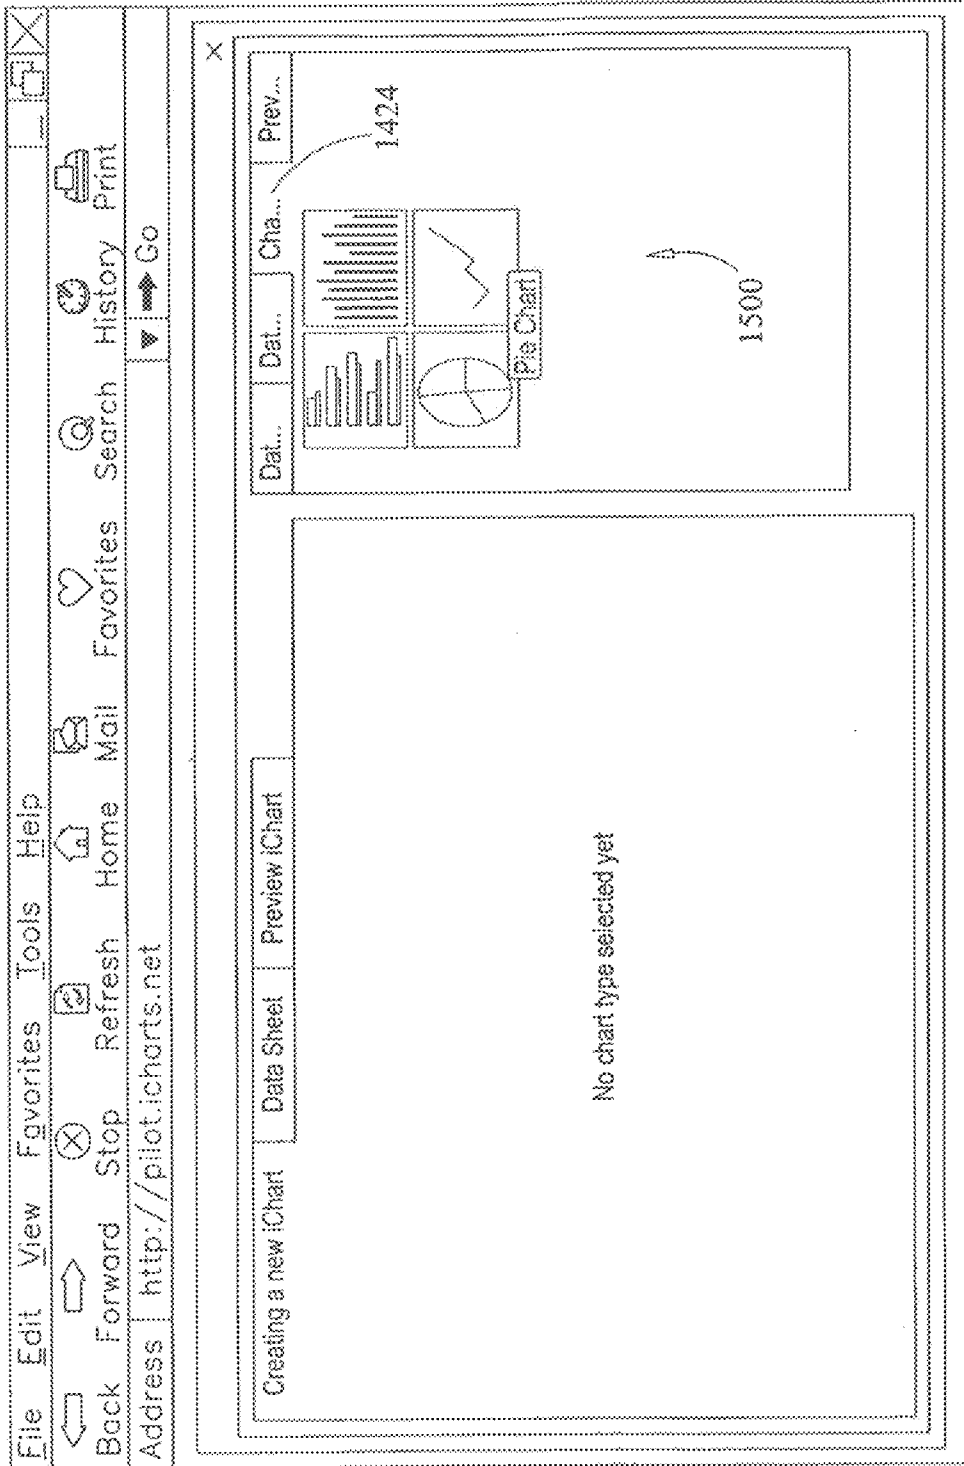 File Edit View Favorites Tools Help
Back Forward Stop Refresh Home Mail Favorites Search History Print
Address http://pilot.icharts.net Go
Creating a new iChart Data Sheet Preview iChart
No chart type selected yet
Dat... Dat... Cha... Prev...
1424
Pie Chart
1500